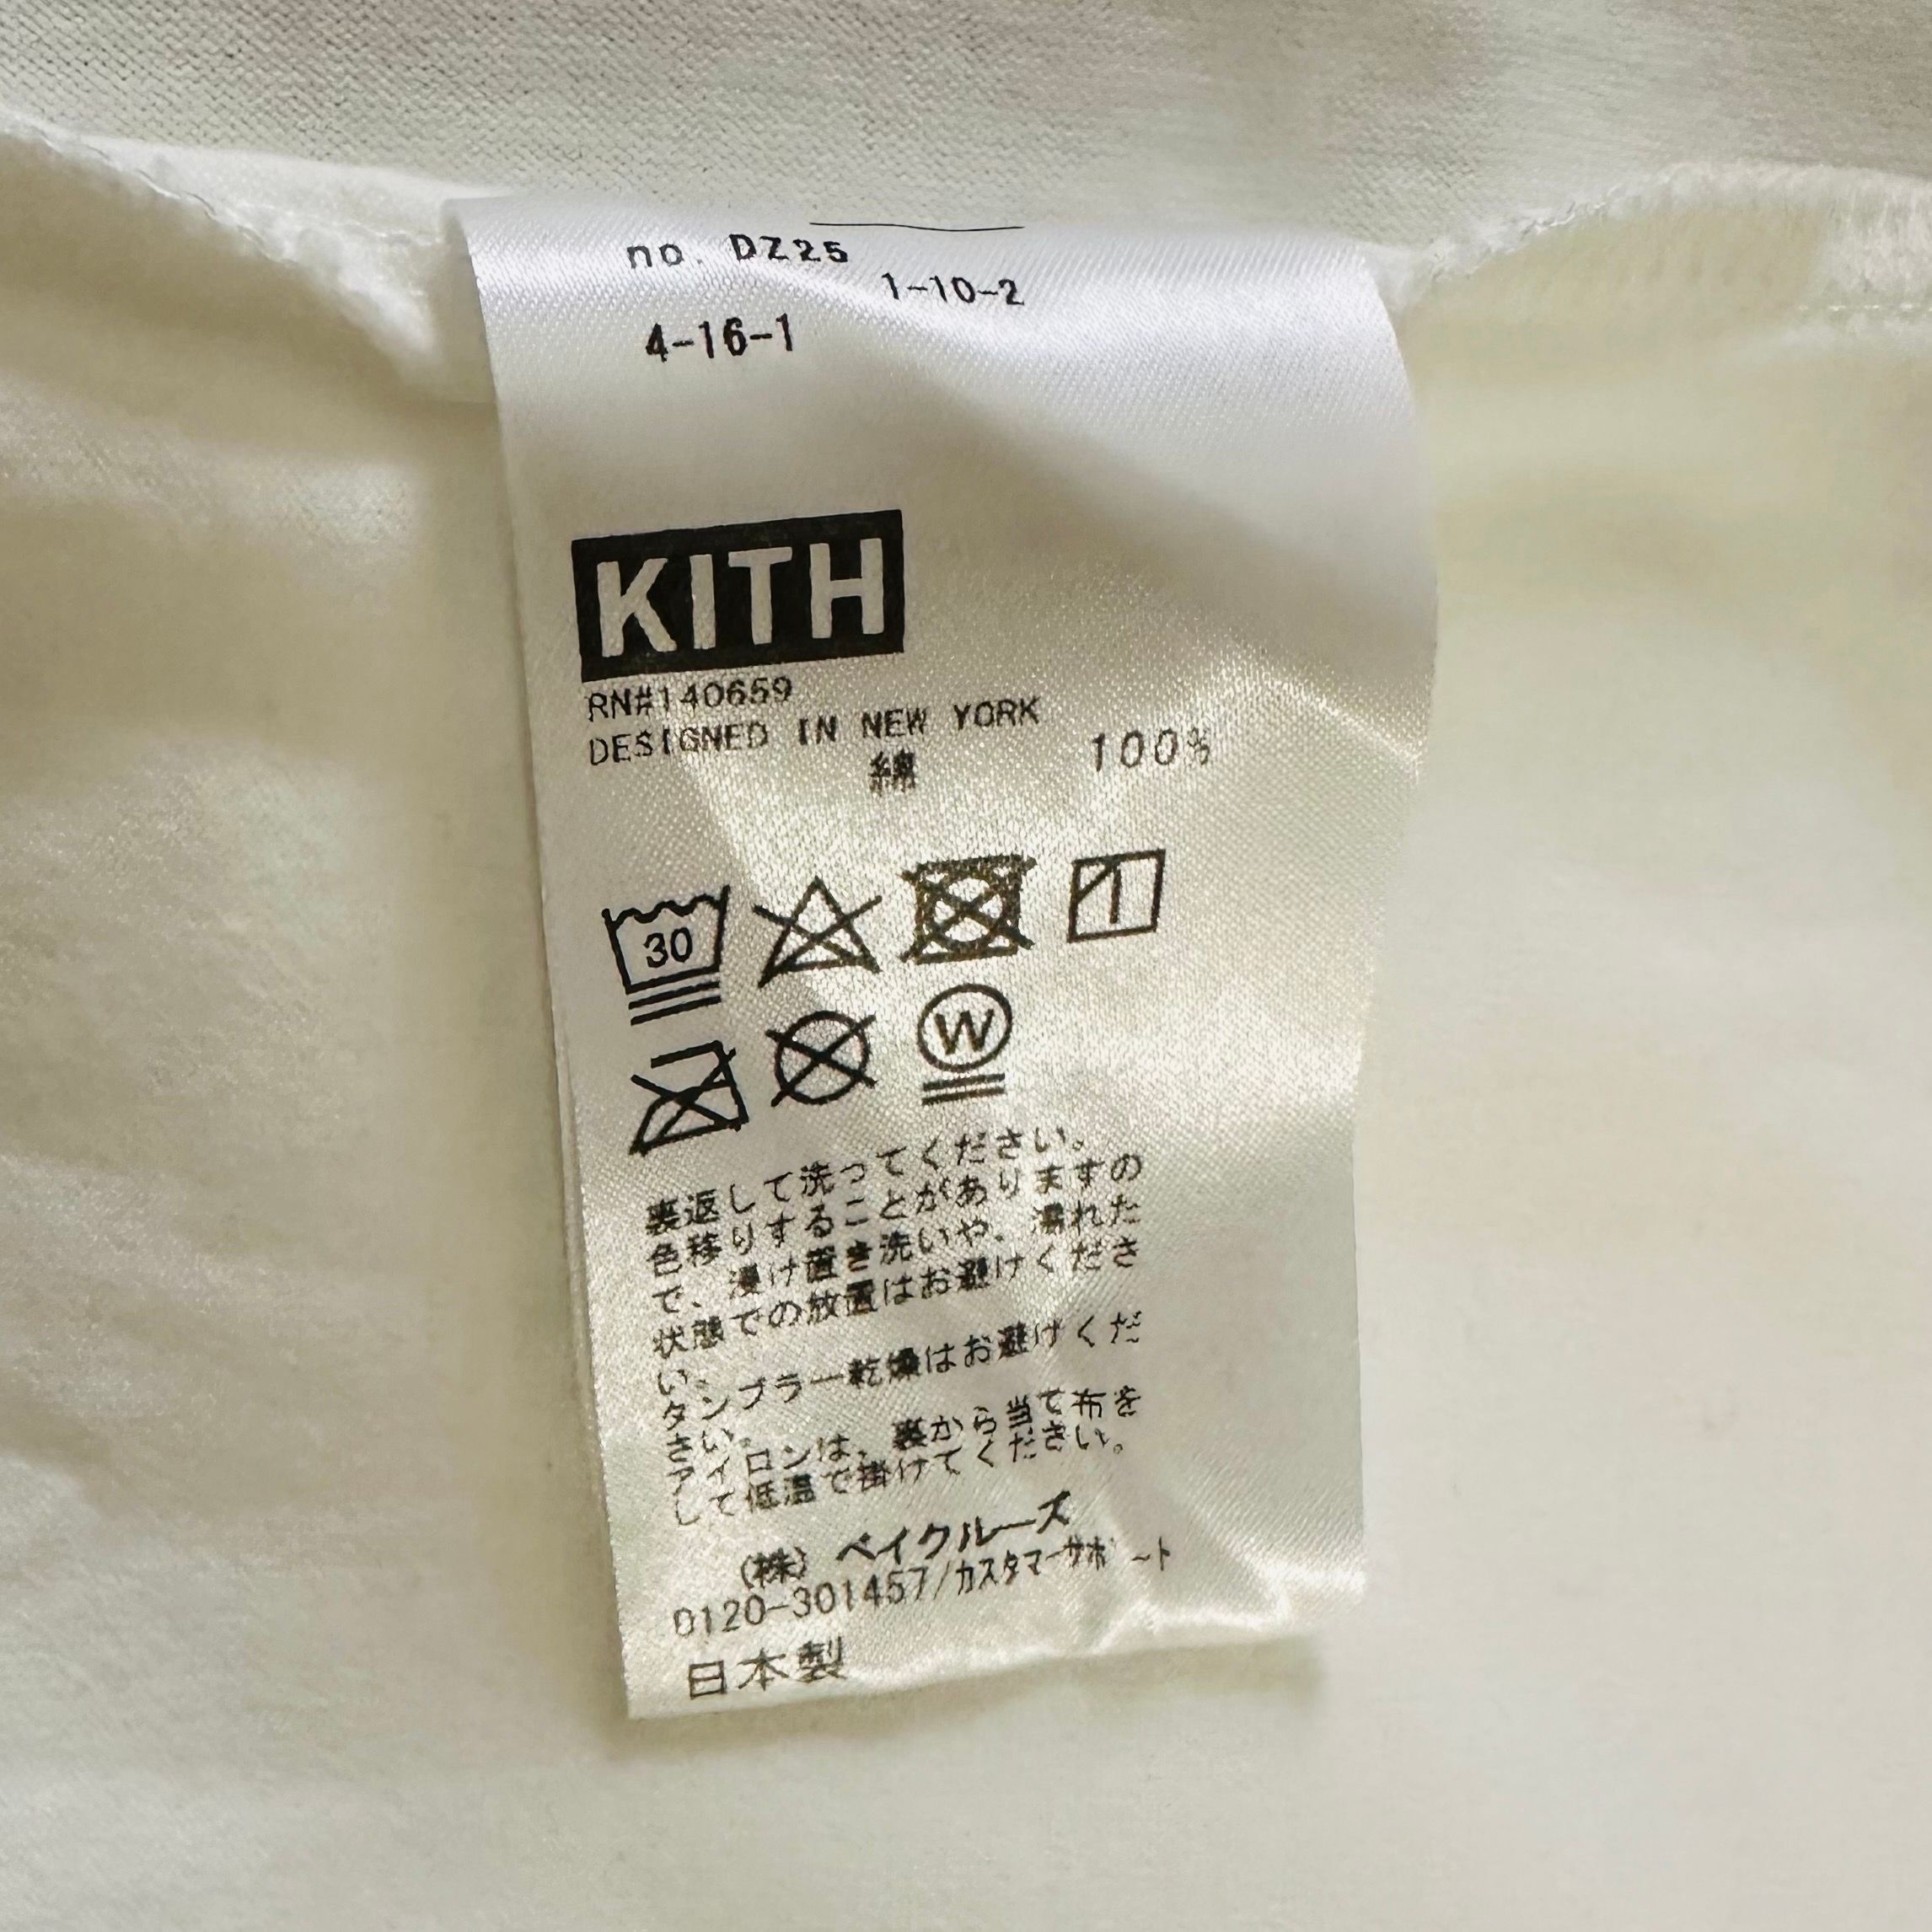 no. DZ25
1-10-2
4-16-1
KITH
RN#140659
DESIGNED IN NEW YORK
綿 100%
30
W
裏返して洗ってください。
色移りすることがありますの
で、浸け置き洗いや、濡れた
状態での放置はお避けくださ
い。
タンブラー乾燥はお避けくだ
さい。
アイロンは、裏から当て布を
して低温で掛けてください。
(株) ベイクルーズ
0120-301457/カスタマーサポート
日本製